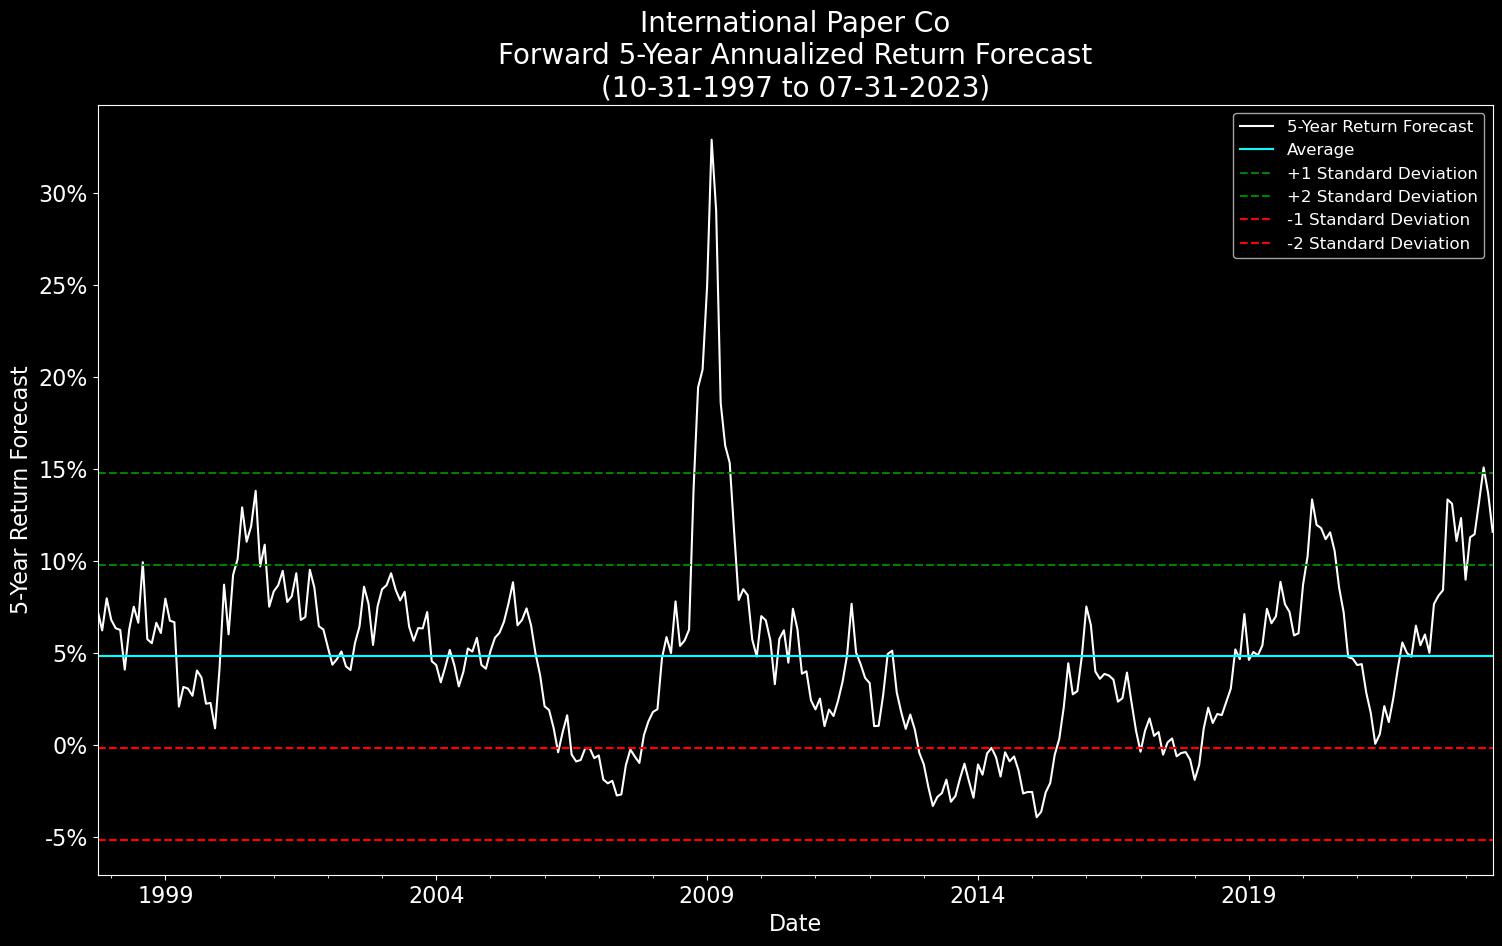 International Paper Co
Forward 5-Year Annualized Return Forecast
(10-31-1997 to 07-31-2023)
5-Year Return Forecast
Average
+1 Standard Deviation
+2 Standard Deviation
-1 Standard Deviation
-2 Standard Deviation
5-Year Return Forecast
30%
25%
20%
15%
10%
5%
0%
-5%
1999 2004 2009 2014 2019
Date